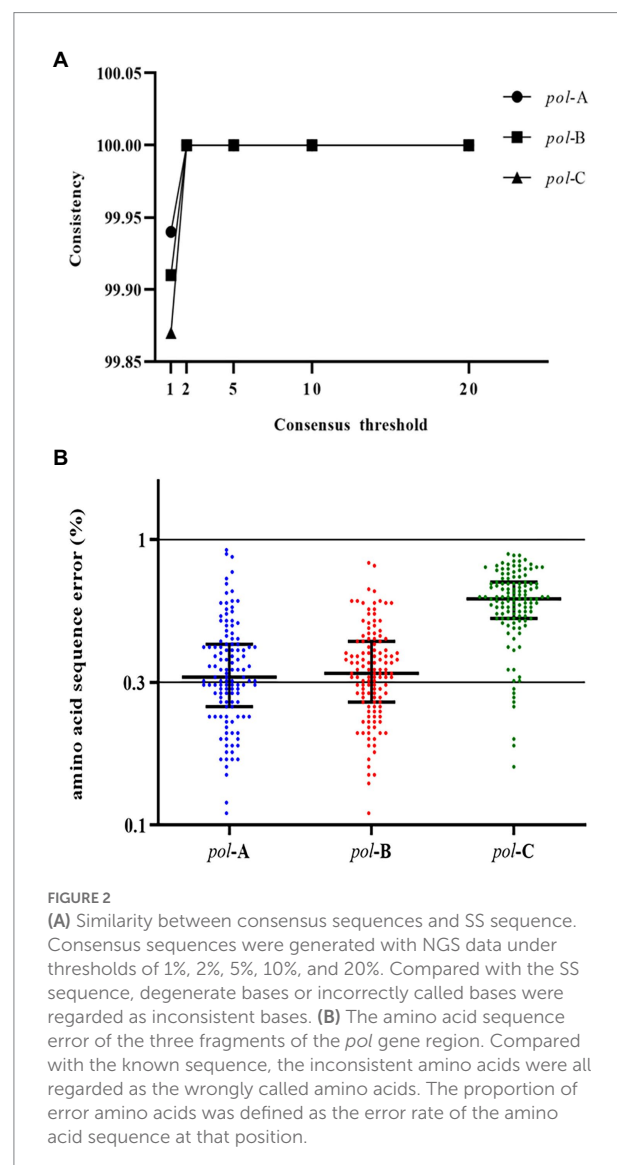 A
100.05
100.00
99.95
99.90
99.85
Consistency
1 2 5 10 20
Consensus threshold
pol-A
pol-B
pol-C
B
amino acid sequence error (%)
1
0.3
0.1
pol-A pol-B pol-C
FIGURE 2
(A) Similarity between consensus sequences and SS sequence.
Consensus sequences were generated with NGS data under
thresholds of 1%, 2%, 5%, 10%, and 20%. Compared with the SS
sequence, degenerate bases or incorrectly called bases were
regarded as inconsistent bases. (B) The amino acid sequence
error of the three fragments of the pol gene region. Compared
with the known sequence, the inconsistent amino acids were all
regarded as the wrongly called amino acids. The proportion of
error amino acids was defined as the error rate of the amino
acid sequence at that position.